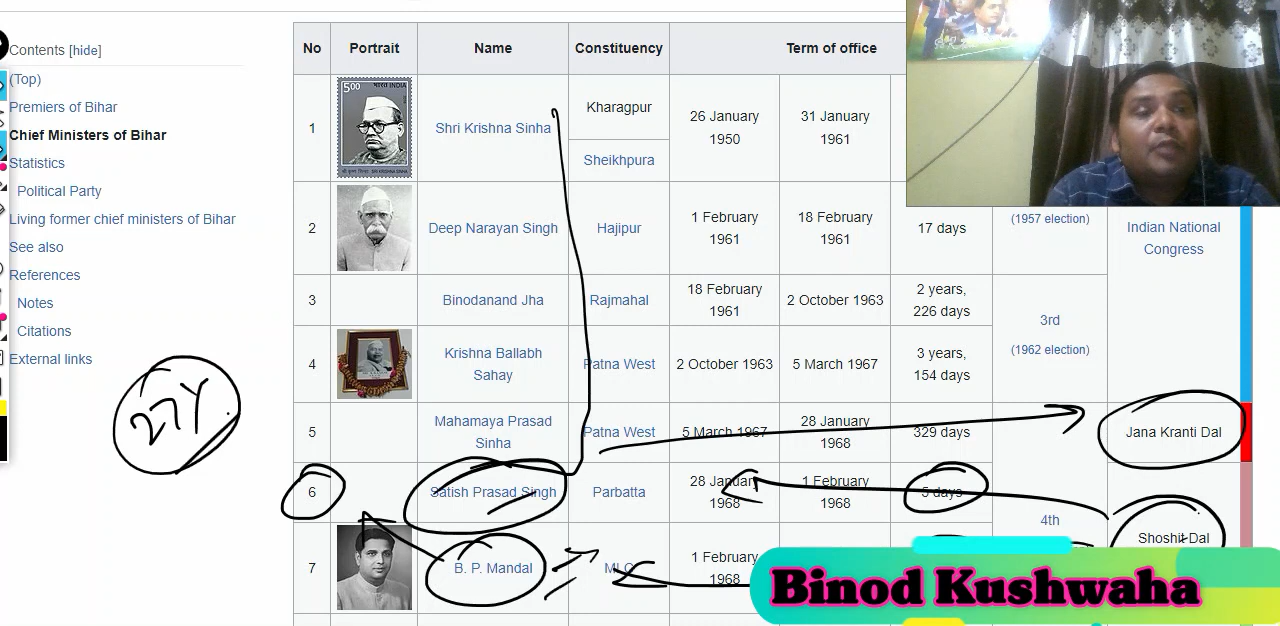 Contents [hide]
(Top)
Premiers of Bihar
Chief Ministers of Bihar
Statistics
Political Party
Living former chief ministers of Bihar
See also
References
Notes
Citations
External links
27Y
No Portrait Name Constituency Term of office
1 500 भारत INDIA Shri Krishna Sinha Kharagpur
Sheikhpura
26 January
1950
31 January
1961
2 Deep Narayan Singh Hajipur 1 February
1961
18 February
1961
17 days (1957 election) Indian National
Congress
3 Binodanand Jha Rajmahal 18 February
1961
2 October 1963 2 years,
226 days
3rd
(1962 election)
4 Krishna Ballabh
Sahay
Patna West 2 October 1963 5 March 1967 3 years,
154 days
5 Mahamaya Prasad
Sinha
Patna West 5 March 1967 28 January
1968
329 days Jana Kranti Dal
6 Satish Prasad Singh Parbatta 28 January
1968
1 February
1968
5 days 4th Shoshit Dal
7 B. P. Mandal MLC 1 February
1968
Binod Kushwaha